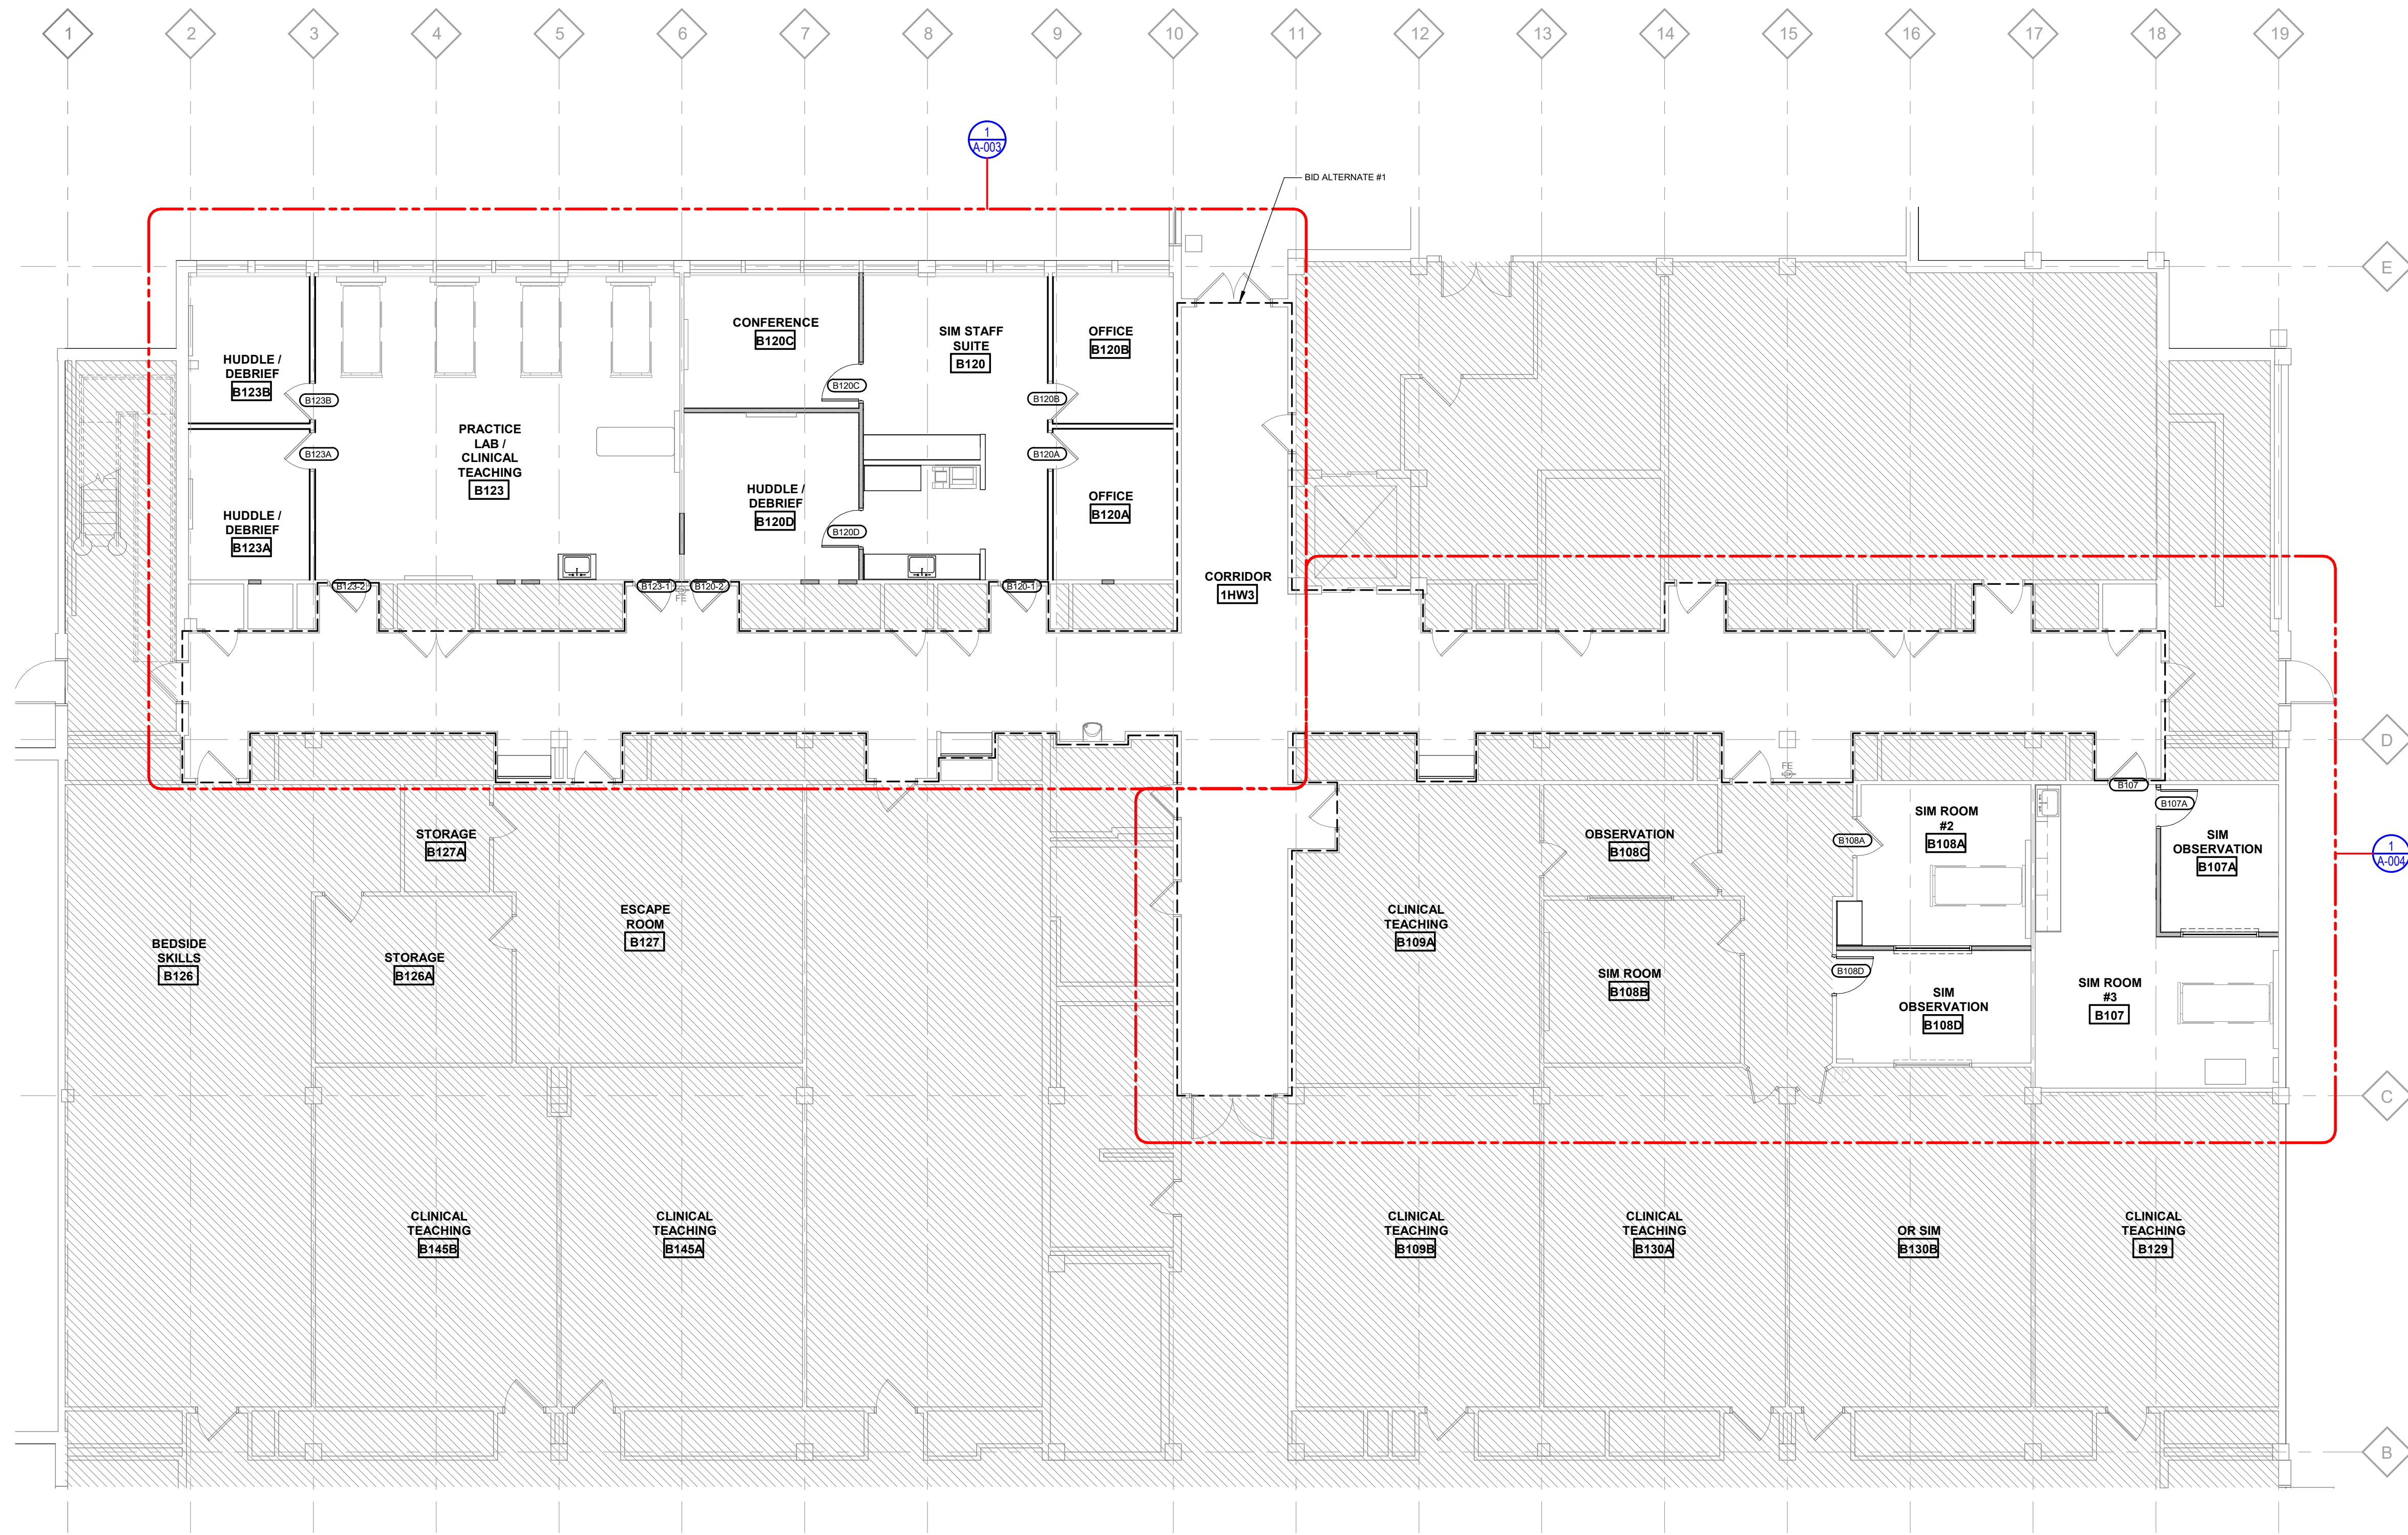 1
2
3
4
5
6
7
8
9
10
11
12
13
14
15
16
17
18
19
1
A-003
BID ALTERNATE #1
E
CONFERENCE
B120C
SIM STAFF
SUITE
B120
OFFICE
B120B
HUDDLE /
DEBRIEF
B123B
B123B
B120C
B120B
PRACTICE
LAB /
CLINICAL
TEACHING
B123
B123A
B120A
HUDDLE /
DEBRIEF
B120D
OFFICE
B120A
HUDDLE /
DEBRIEF
B123A
B120D
CORRIDOR
1HW3
B123-2
B123-1
B120-2
B120-1
FE
D
FE
B107
B107A
STORAGE
B127A
OBSERVATION
B108C
B108A
SIM ROOM
#2
B108A
SIM
OBSERVATION
B107A
1
A-004
ESCAPE
ROOM
B127
CLINICAL
TEACHING
B109A
BEDSIDE
SKILLS
B126
STORAGE
B126A
SIM ROOM
B108B
B108D
SIM
OBSERVATION
B108D
SIM ROOM
#3
B107
C
CLINICAL
TEACHING
B145B
CLINICAL
TEACHING
B145A
CLINICAL
TEACHING
B109B
CLINICAL
TEACHING
B130A
OR SIM
B130B
CLINICAL
TEACHING
B129
B